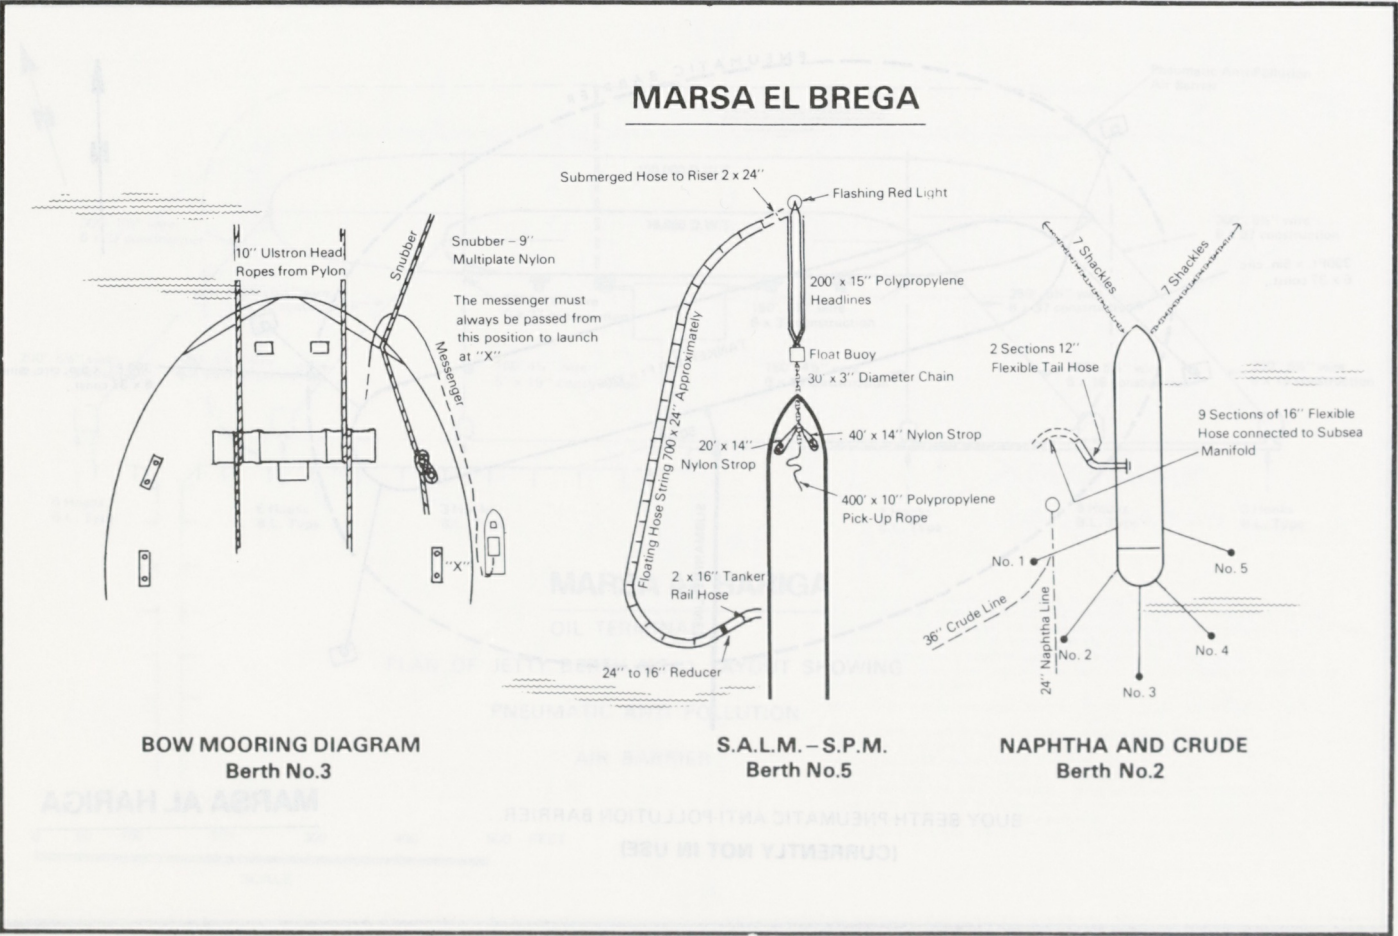 MARSA EL BREGA
10'' Ulstron Head
Ropes from Pylon
Snubber
Snubber – 9''
Multiplate Nylon
The messenger must
always be passed from
this position to launch
at ''X''
Messenger
''X''
BOW MOORING DIAGRAM
Berth No.3
Submerged Hose to Riser 2 x 24''
Flashing Red Light
200' x 15'' Polypropylene
Headlines
Float Buoy
30' x 3'' Diameter Chain
Floating Hose String 700' x 24'' Approximately
20' x 14''
Nylon Strop
40' x 14'' Nylon Strop
400' x 10'' Polypropylene
Pick-Up Rope
2 x 16'' Tanker
Rail Hose
24'' to 16'' Reducer
S.A.L.M. – S.P.M.
Berth No.5
7 Shackles
7 Shackles
2 Sections 12''
Flexible Tail Hose
9 Sections of 16'' Flexible
Hose connected to Subsea
Manifold
No. 1
No. 5
36'' Crude Line
24'' Naphtha Line
No. 2
No. 4
No. 3
NAPHTHA AND CRUDE
Berth No.2